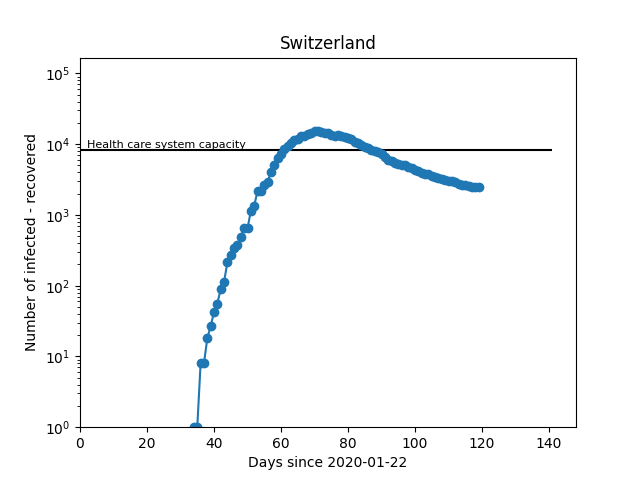 Switzerland
Number of infected - recovered
10^5
10^4
10^3
10^2
10^1
10^0
Health care system capacity
0 20 40 60 80 100 120 140
Days since 2020-01-22